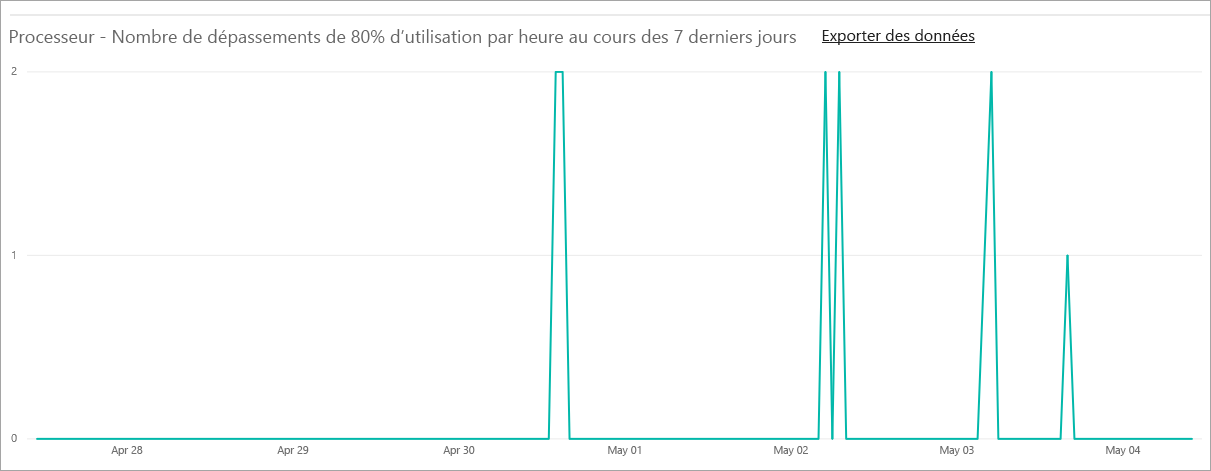 Processeur - Nombre de dépassements de 80% d’utilisation par heure au cours des 7 derniers jours Exporter des données
2
1
0
Apr 28 Apr 29 Apr 30 May 01 May 02 May 03 May 04